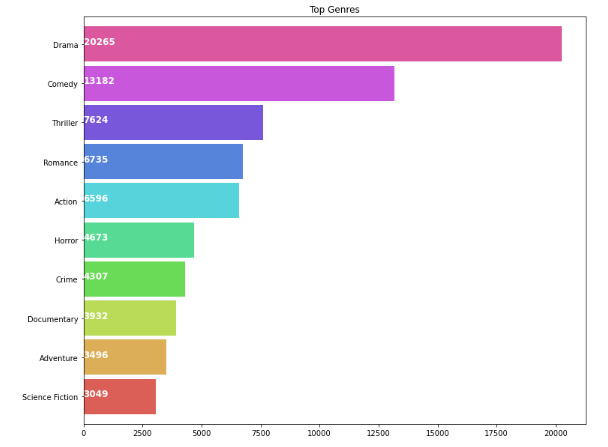 Top Genres
Drama 20265
Comedy 13182
Thriller 7624
Romance 6735
Action 6596
Horror 4673
Crime 4307
Documentary 3932
Adventure 3496
Science Fiction 3049
0 2500 5000 7500 10000 12500 15000 17500 20000